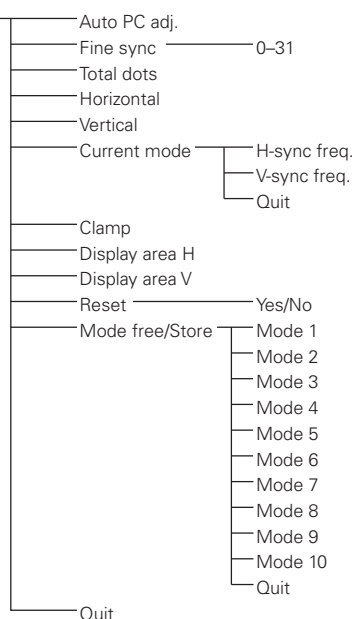 Auto PC adj.
Fine sync 0–31
Total dots
Horizontal
Vertical
Current mode H-sync freq.
V-sync freq.
Quit
Clamp
Display area H
Display area V
Reset Yes/No
Mode free/Store Mode 1
Mode 2
Mode 3
Mode 4
Mode 5
Mode 6
Mode 7
Mode 8
Mode 9
Mode 10
Quit
Quit